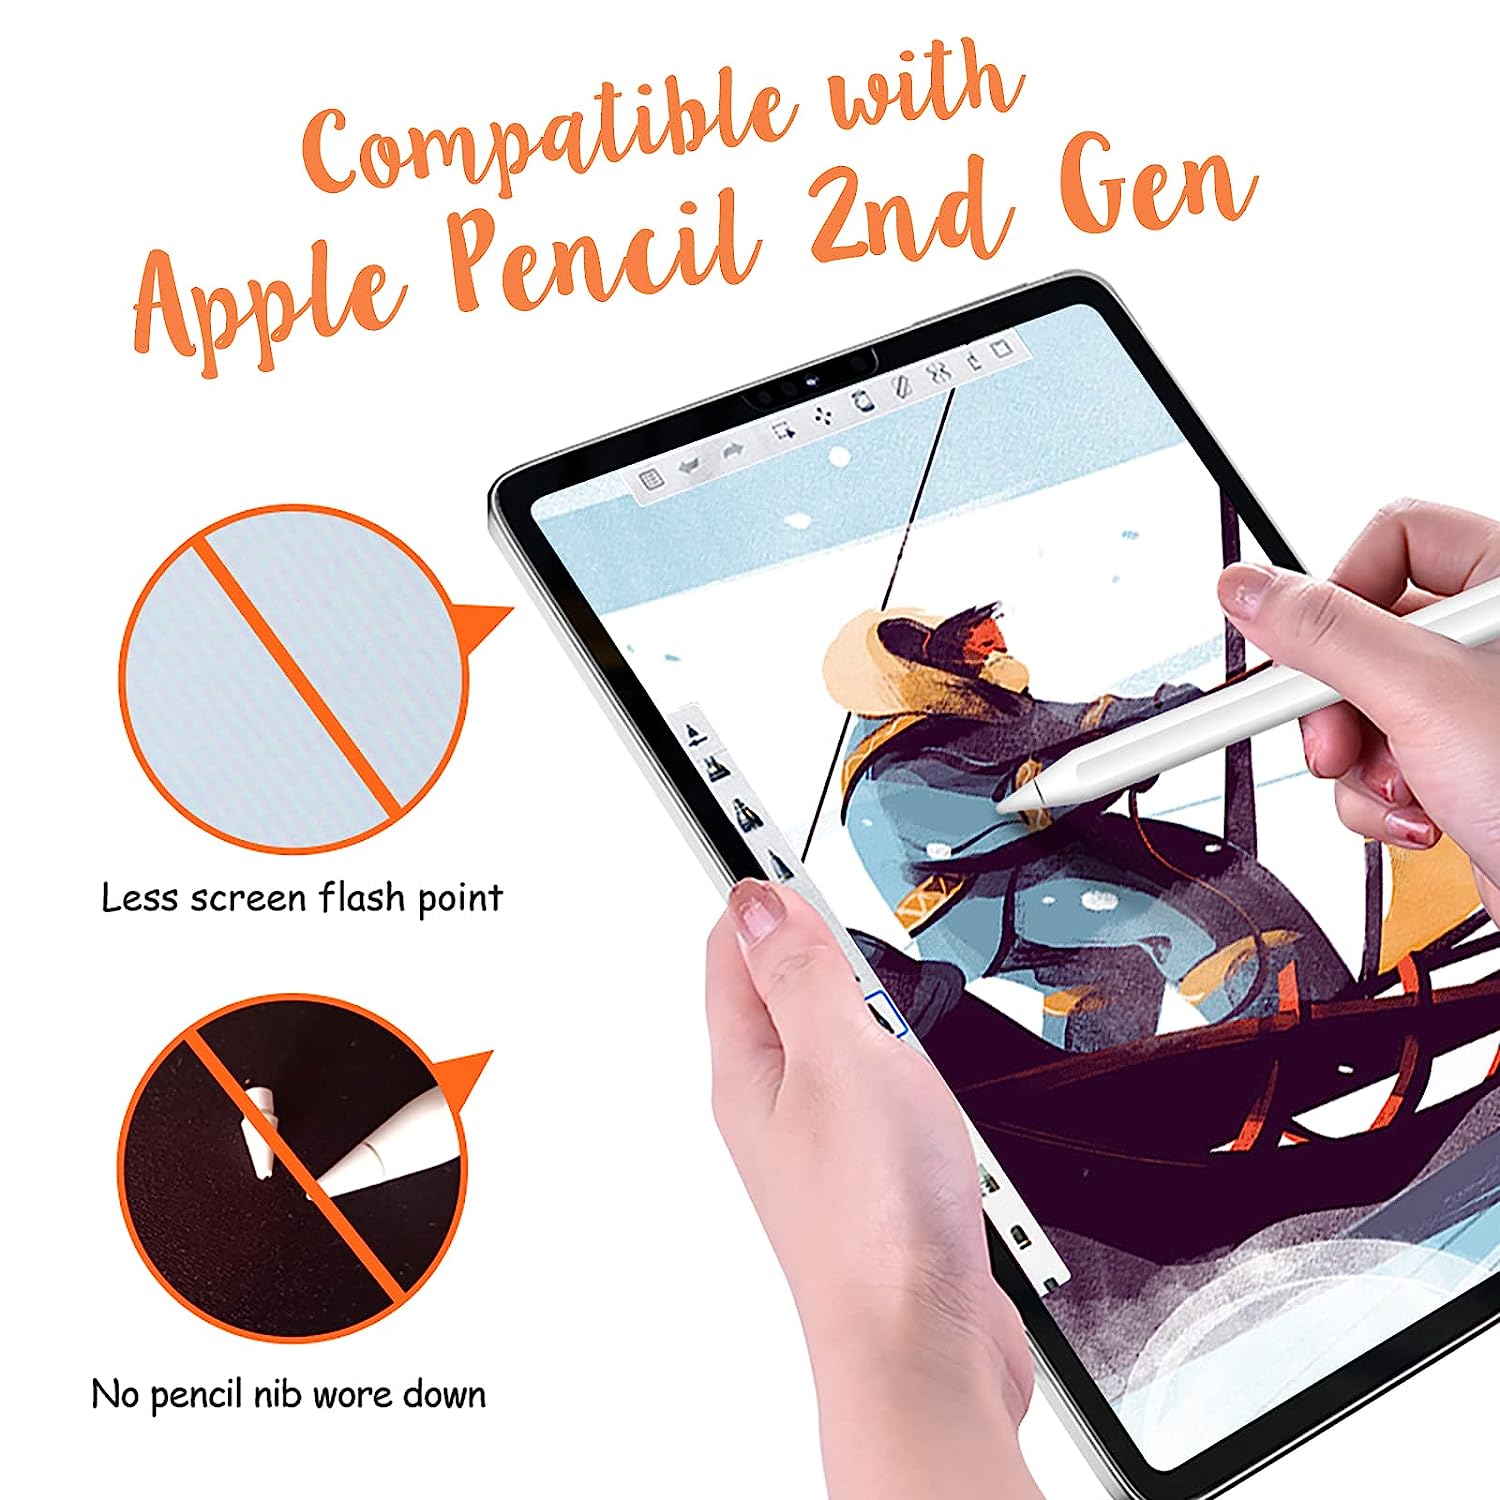 Compatible with
Apple Pencil 2nd Gen
Less screen flash point
No pencil nib wore down